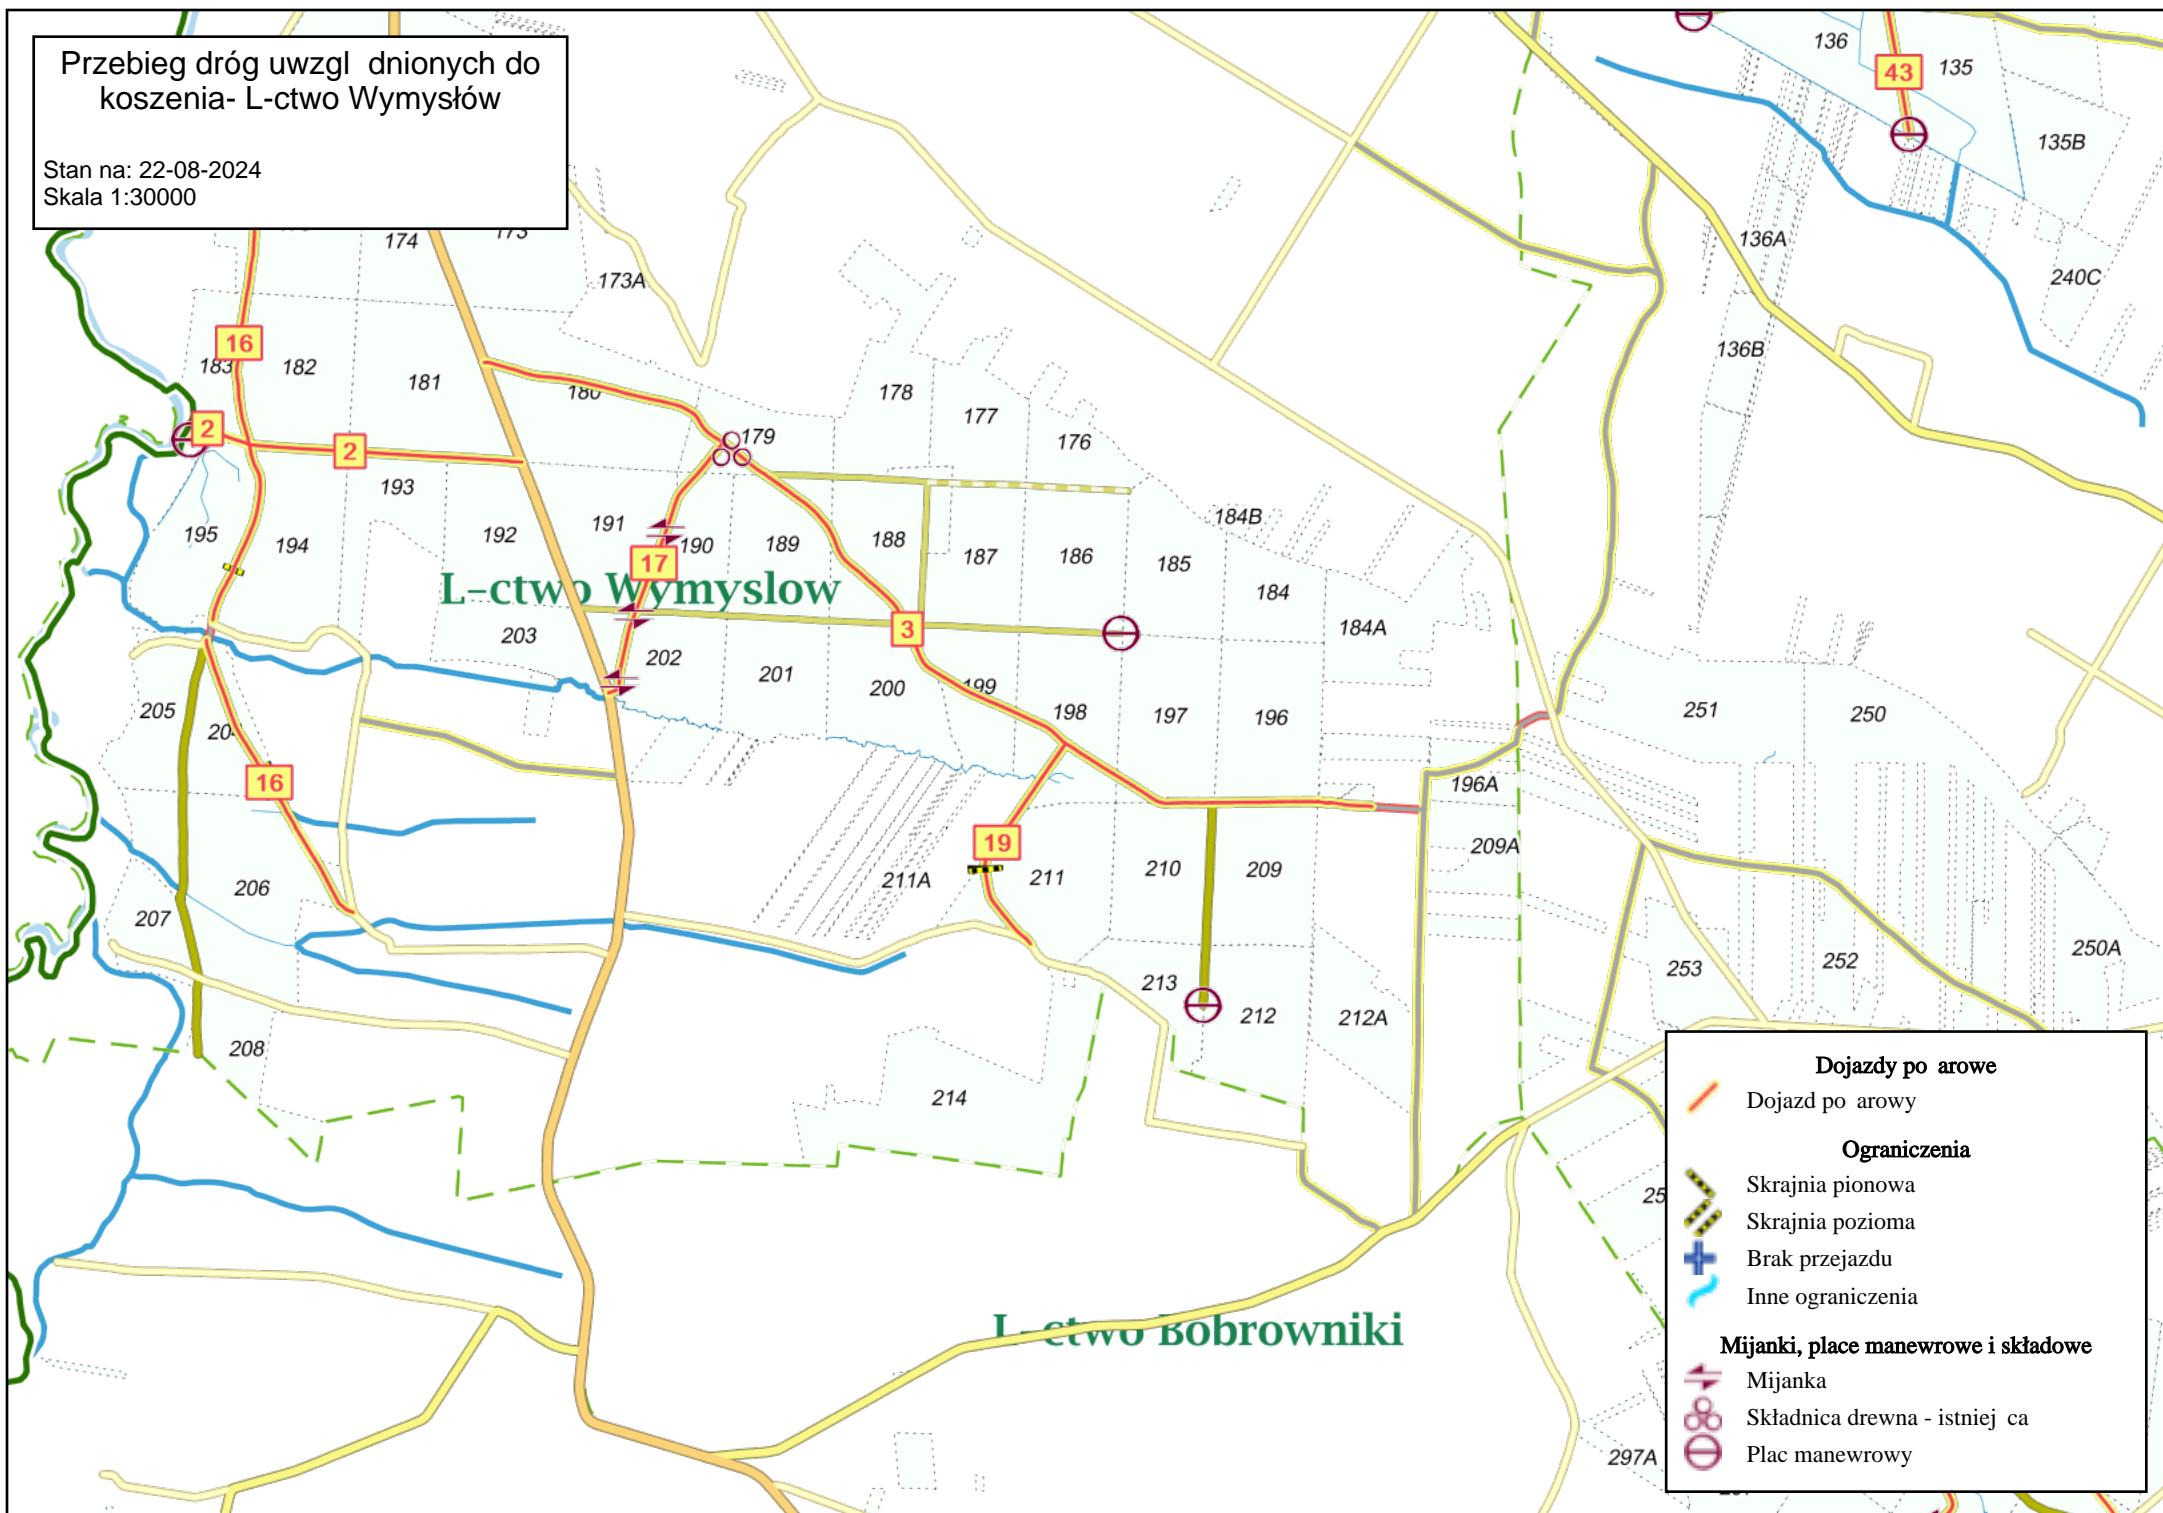 Przebieg dróg uwzgl dnionych do
koszenia- L-ctwo Wymysłów
Stan na: 22-08-2024
Skala 1:30000
136
43
135
135B
136A
240C
136B
174
173
173A
16
183
182
181
180
178
177
176
179
2
2
193
195
194
192
191
190
189
188
187
186
185
184B
184
184A
17
L-ctwo Wymyslow
3
203
202
201
200
199
198
197
196
251
250
205
204
16
196A
19
209A
206
207
211A
211
210
209
213
212
212A
253
252
250A
208
214
L-ctwo Bobrowniki
297A
Dojazdy po arowe
Dojazd po arowy
Ograniczenia
Skrajnia pionowa
Skrajnia pozioma
Brak przejazdu
Inne ograniczenia
Mijanki, place manewrowe i składowe
Mijanka
Składnica drewna - istniej ca
Plac manewrowy